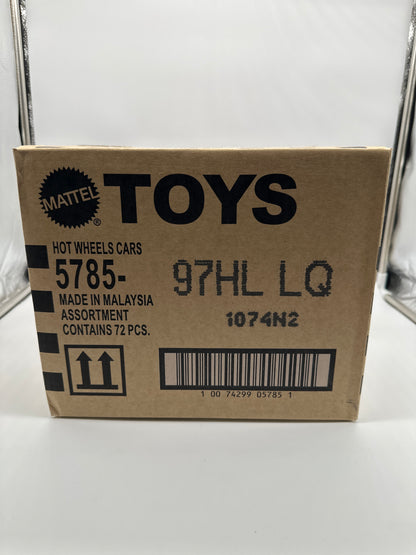 MATTEL
®
TOYS
HOT WHEELS CARS
5785-
97HL LQ
MADE IN MALAYSIA
ASSORTMENT
CONTAINS 72 PCS.
1074N2
1 00 74299 05785 1